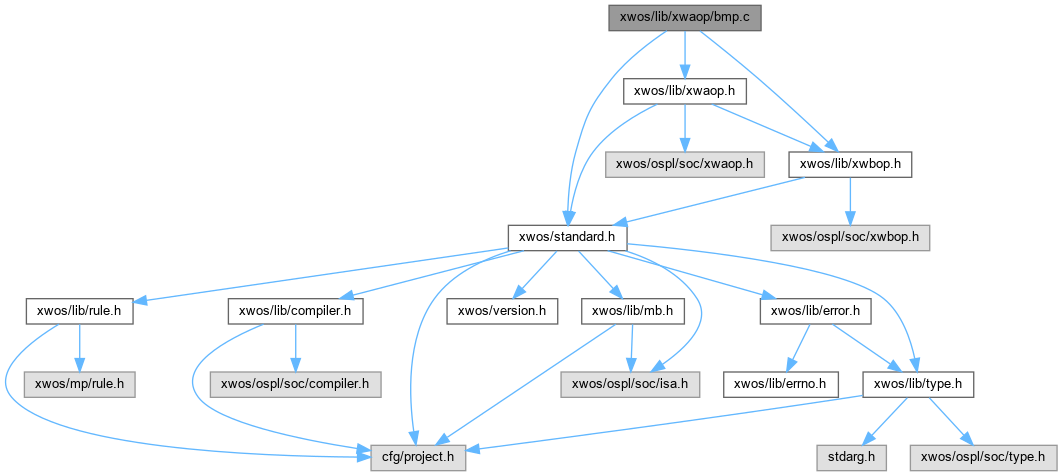 xwos/lib/xwaop/bmp.c
xwos/lib/xwaop.h
xwos/ospl/soc/xwaop.h
xwos/lib/xwbop.h
xwos/standard.h
xwos/ospl/soc/xwbop.h
xwos/lib/rule.h
xwos/lib/compiler.h
xwos/version.h
xwos/lib/mb.h
xwos/lib/error.h
xwos/mp/rule.h
xwos/ospl/soc/compiler.h
xwos/ospl/soc/isa.h
xwos/lib/errno.h
xwos/lib/type.h
cfg/project.h
stdarg.h
xwos/ospl/soc/type.h